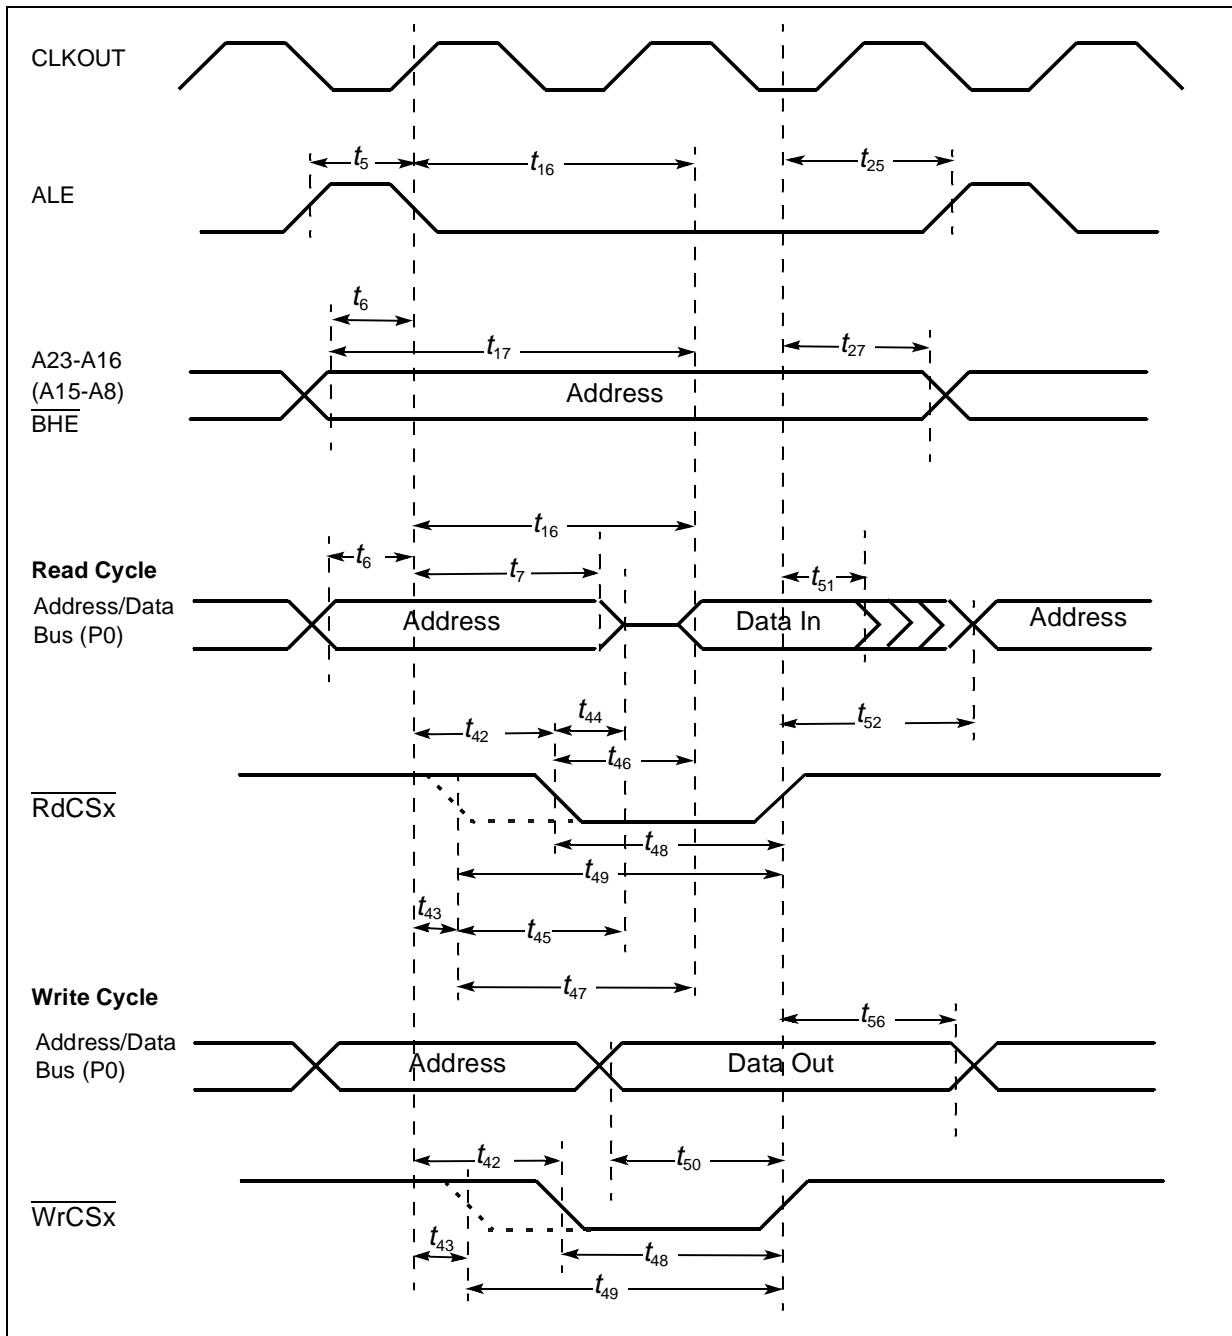 CLKOUT
t5 t16 t25
ALE
t6
A23-A16 t17 t27
(A15-A8) Address
BHE
t16
Read Cycle t6 t7 t51
Address/Data Address Data In Address
Bus (P0)
t44
t42 t52
t46
RdCSx
t48
t49
t43
t45
t47
Write Cycle
t56
Address/Data Address Data Out
Bus (P0)
t42 t50
WrCSx
t43 t48
t49